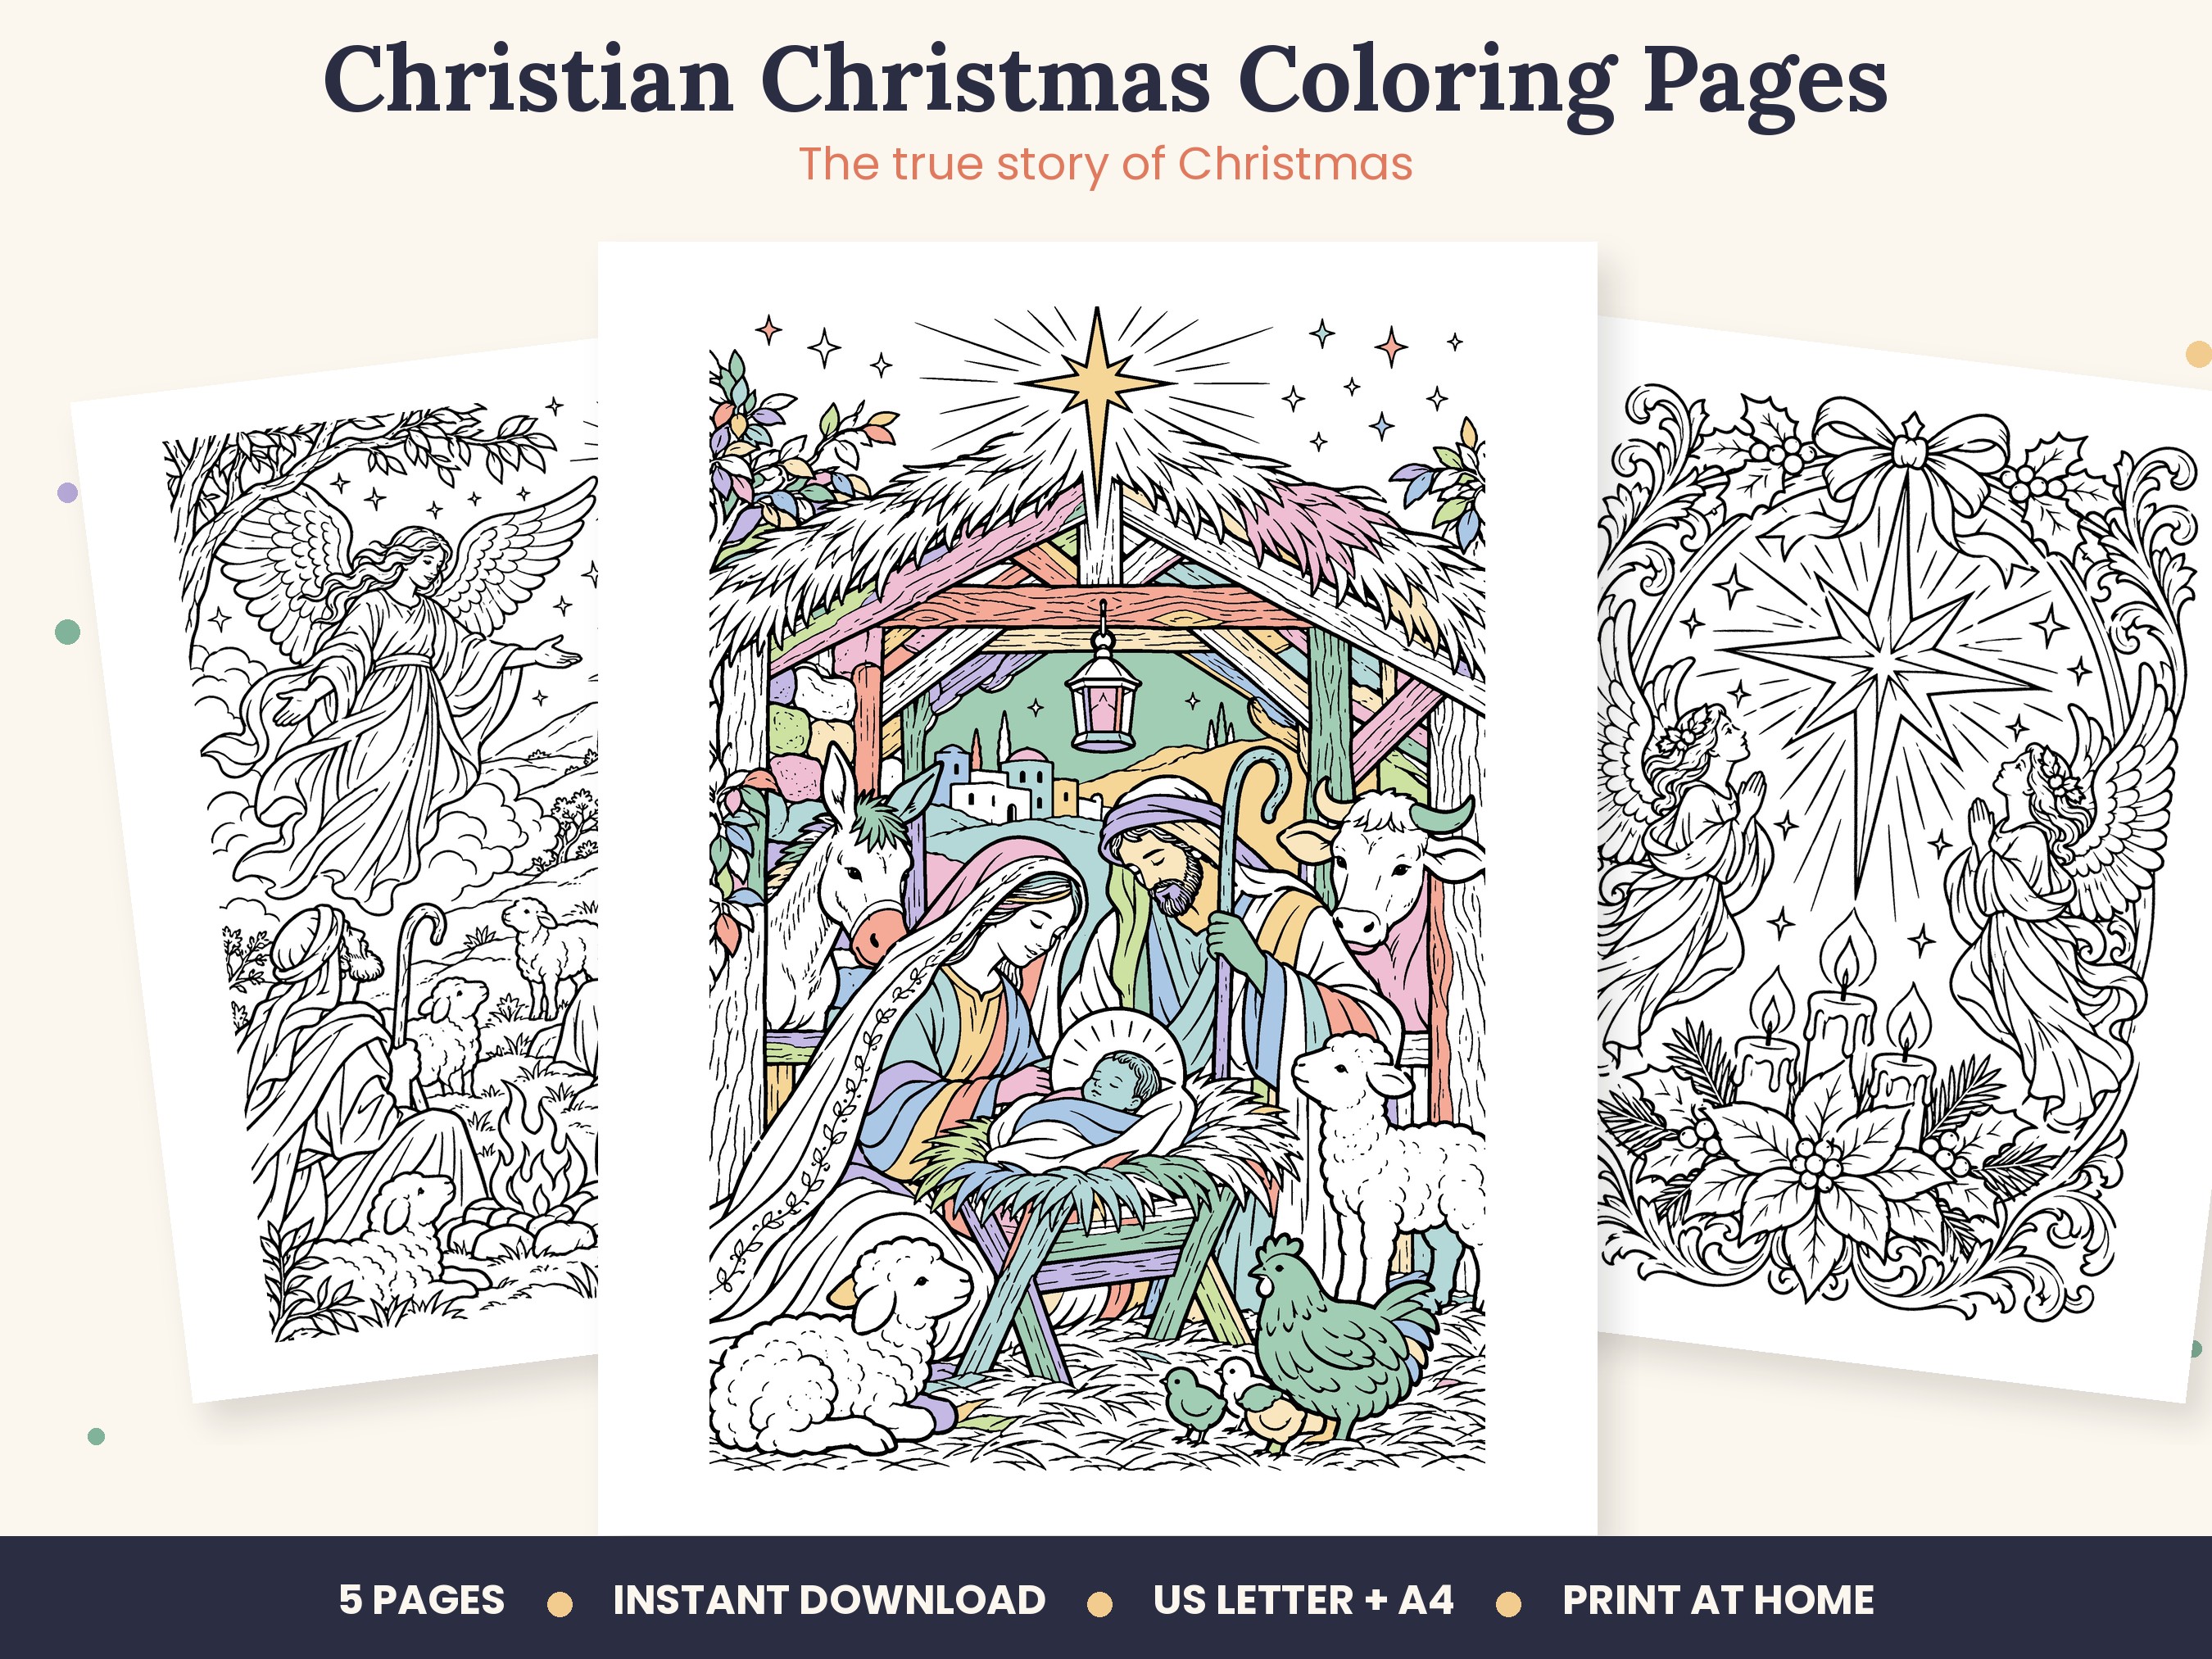 Christian Christmas Coloring Pages
The true story of Christmas
5 PAGES ● INSTANT DOWNLOAD ● US LETTER + A4 ● PRINT AT HOME